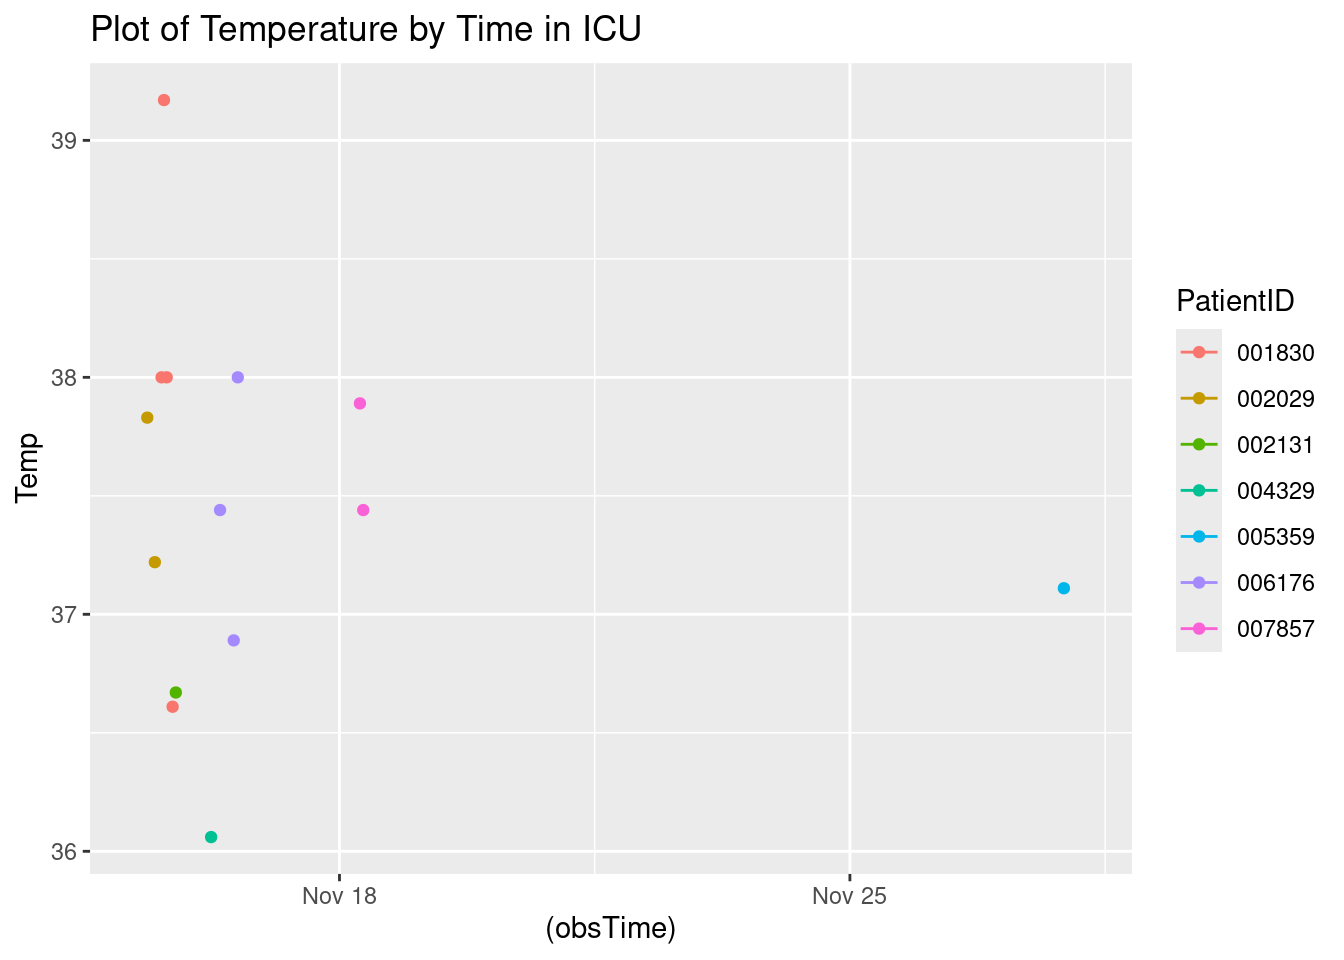 Plot of Temperature by Time in ICU
Temp
39
38
37
36
Nov 18
Nov 25
(obsTime)
PatientID
001830
002029
002131
004329
005359
006176
007857